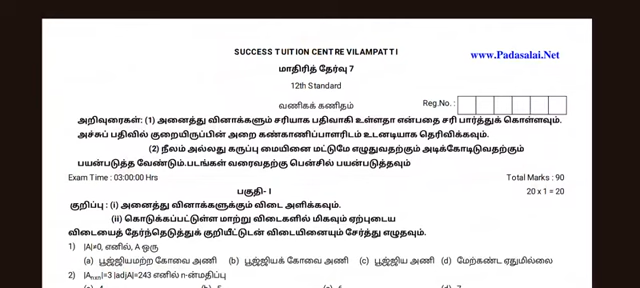 SUCCESS TUITION CENTRE VILAMPATTI
www.Padasalai.Net
மாதிரித் தேர்வு 7
12th Standard
வணிகக் கணிதம்
Reg.No. :
அறிவுரைகள்: (1) அனைத்து வினாக்களும் சரியாக பதிவாகி உள்ளதா என்பதை சரி பார்த்துக் கொள்ளவும்.
அச்சுப் பதிவில் குறையிருப்பின் அறை கண்காணிப்பாளரிடம் உடனடியாக தெரிவிக்கவும்.
(2) நீலம் அல்லது கருப்பு மையினை மட்டுமே எழுதுவதற்கும் அடிக்கோடிடுவதற்கும்
பயன்படுத்த வேண்டும்.படங்கள் வரைவதற்கு பென்சில் பயன்படுத்தவும்
Exam Time : 03:00:00 Hrs
Total Marks : 90
பகுதி- I
20 x 1 = 20
குறிப்பு : (i) அனைத்து வினாக்களுக்கும் விடை அளிக்கவும்.
(ii) கொடுக்கப்பட்டுள்ள மாற்று விடைகளில் மிகவும் ஏற்புடைய
விடையைத் தேர்ந்தெடுத்துக் குறியீட்டுடன் விடையினையும் சேர்த்து எழுதவும்.
1) |A|≠0, எனில், A ஒரு
(a) பூஜ்ஜியமற்ற கோவை அணி (b) பூஜ்ஜியக் கோவை அணி (c) பூஜ்ஜிய அணி (d) மேற்கண்ட ஏதுமில்லை
2) |Aₙₓₙ|=3 |adjA|=243 எனில் n-ன்மதிப்பு